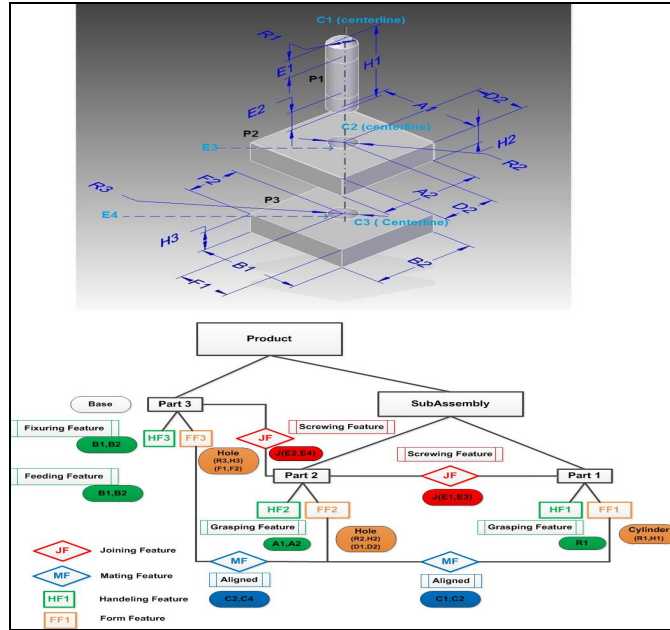 C1 (centerline)
R1
E1
P1
H1
E2
A1
D2
P2
C2 (centerline)
E3
H2
R2
F2
R3
P3
A2
D2
E4
C3 ( Centerline)
H3
B1
B2
F1
Product
Base
Part 3
SubAssembly
Fixuring Feature
B1,B2
HF3
FF3
JF
Screwing Feature
Screwing Feature
Hole
(R3,H3)
(F1,F2)
J(E2,E4)
Feeding Feature
B1,B2
Part 2
JF
Part 1
J(E1,E3)
HF2
FF2
HF1
FF1
Grasping Feature
A1,A2
Hole
(R2,H2)
(D1,D2)
Grasping Feature
R1
Cylinder
(R1,H1)
JF
Joining Feature
MF
MF
MF
Mating Feature
Aligned
Aligned
HF1
Handeling Feature
C2,C4
C1,C2
FF1
Form Feature